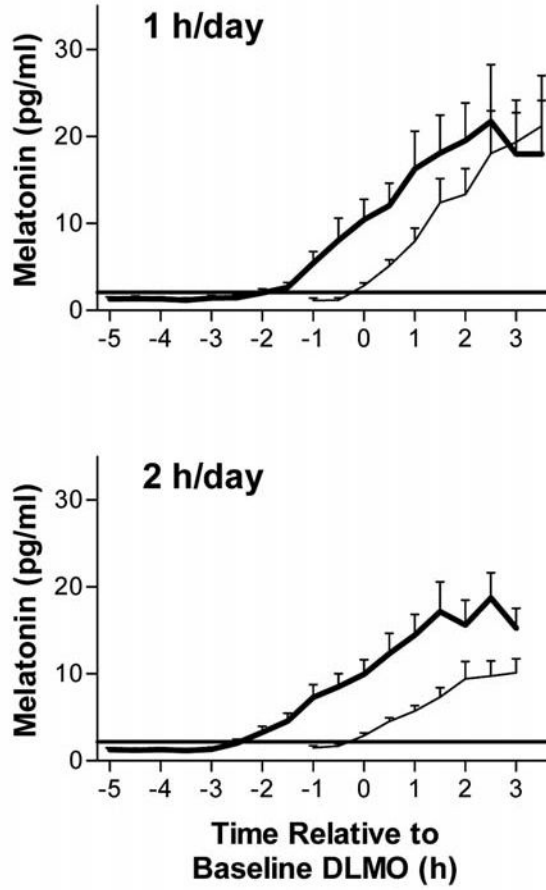 1 h/day
Melatonin (pg/ml)
30
20
10
0
-5 -4 -3 -2 -1 0 1 2 3
2 h/day
Melatonin (pg/ml)
30
20
10
0
-5 -4 -3 -2 -1 0 1 2 3
Time Relative to
Baseline DLMO (h)